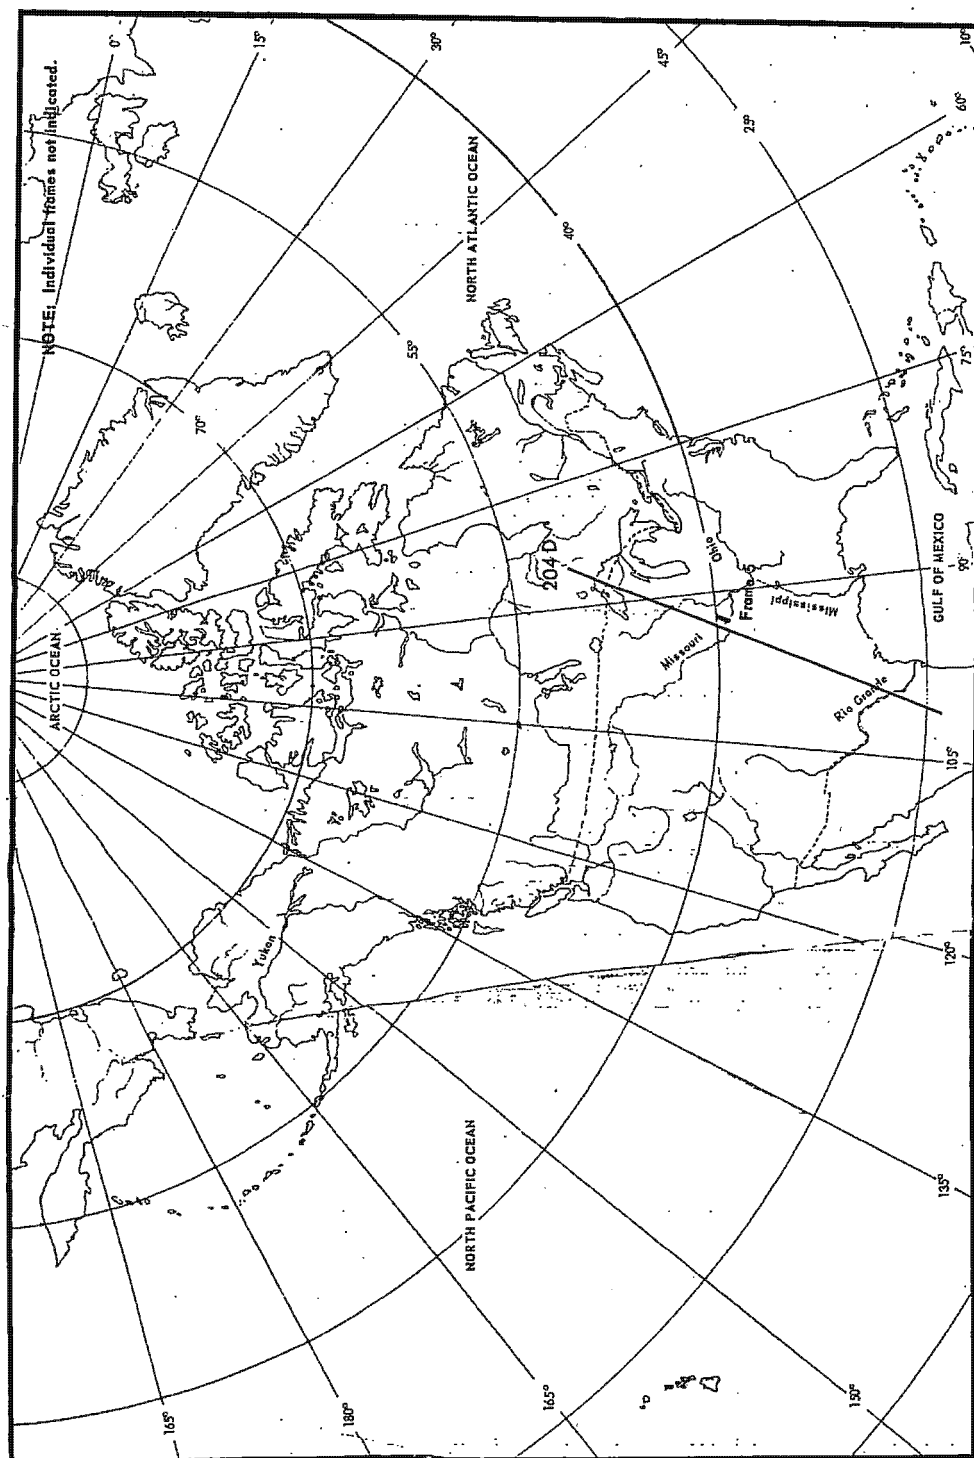 NOTE: Individual frames not indicated.
0°
15°
30°
45°
10°
60°
25°
40°
55°
70°
NORTH ATLANTIC OCEAN
ARCTIC OCEAN
204 D
Ohio
Frame 5
Mississippi
Missouri
Rio Grande
GULF OF MEXICO
75°
90°
105°
120°
135°
150°
165°
180°
165°
Yukon
NORTH PACIFIC OCEAN